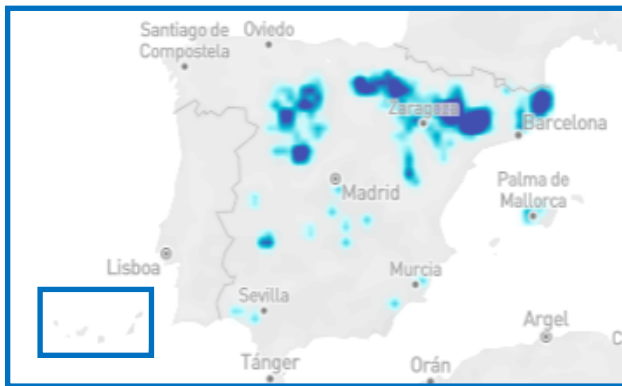 Santiago de
Compostela
Oviedo
Zaragoza
Barcelona
Madrid
Palma de
Mallorca
Lisboa
Murcia
Sevilla
Argel
Tánger
Orán
C